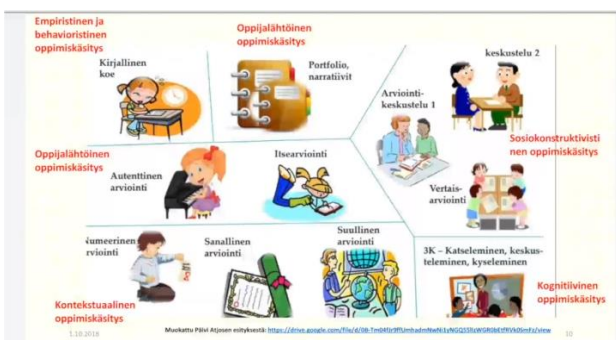 Empiristinen ja
behavioristinen
oppimiskäsitys
Kirjallinen
koe
Oppijalähtöinen
oppimiskäsitys
Portfolio,
narratiivit
Arviointi-
keskustelu 1
keskustelu 2
Sosiokonstruktivisti
nen oppimiskäsitys
Oppijalähtöinen
oppimiskäsitys
Autenttinen
arviointi
Itsearviointi
Vertais-
arviointi
Numeerinen
rviointi
Sanallinen
arviointi
Suullinen
arviointi
3K – Katseleminen, keskus-
teleminen, kyseleminen
Kognitiivinen
oppimiskäsitys
Kontekstuaalinen
oppimiskäsitys
1.10.2018
Muokattu Päivi Atjosen esityksestä:
10